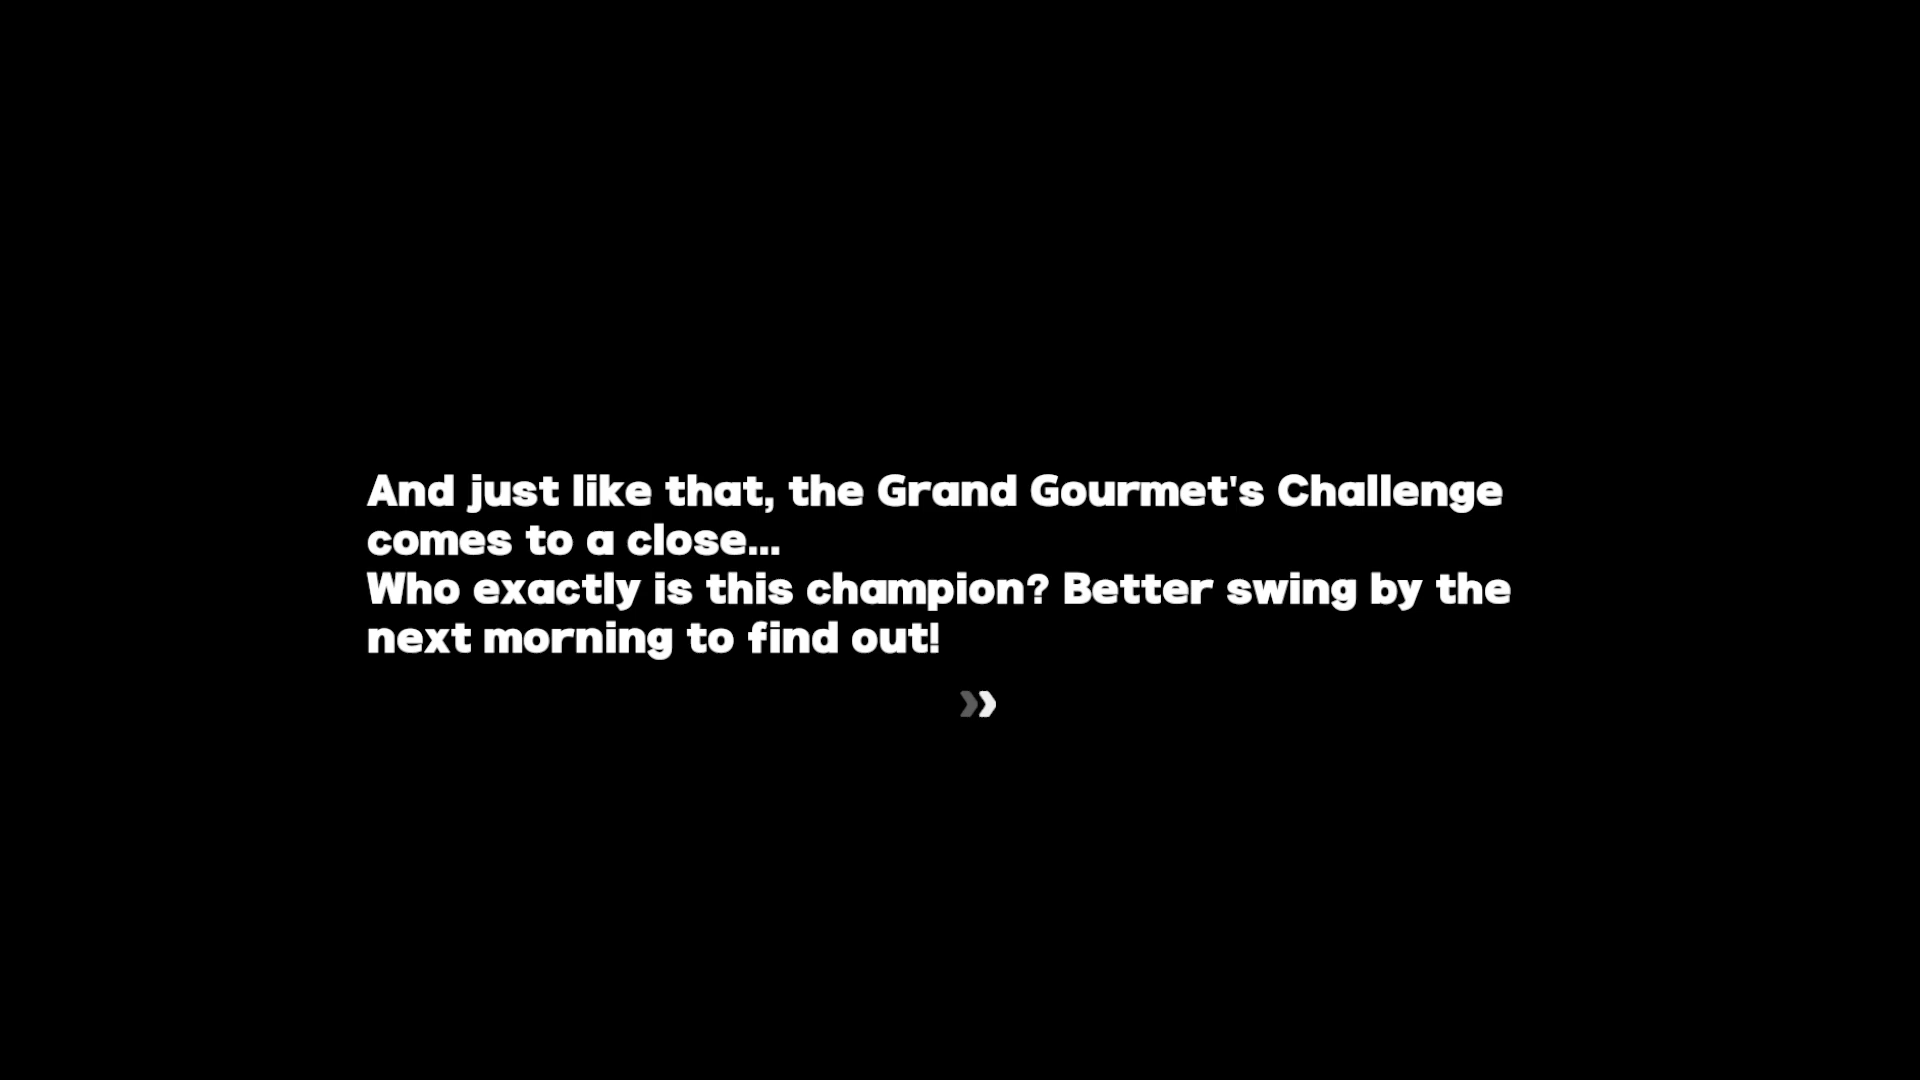 And just like that, the Grand Gourmet's Challenge
comes to a close...
Who exactly is this champion? Better swing by the
next morning to find out!